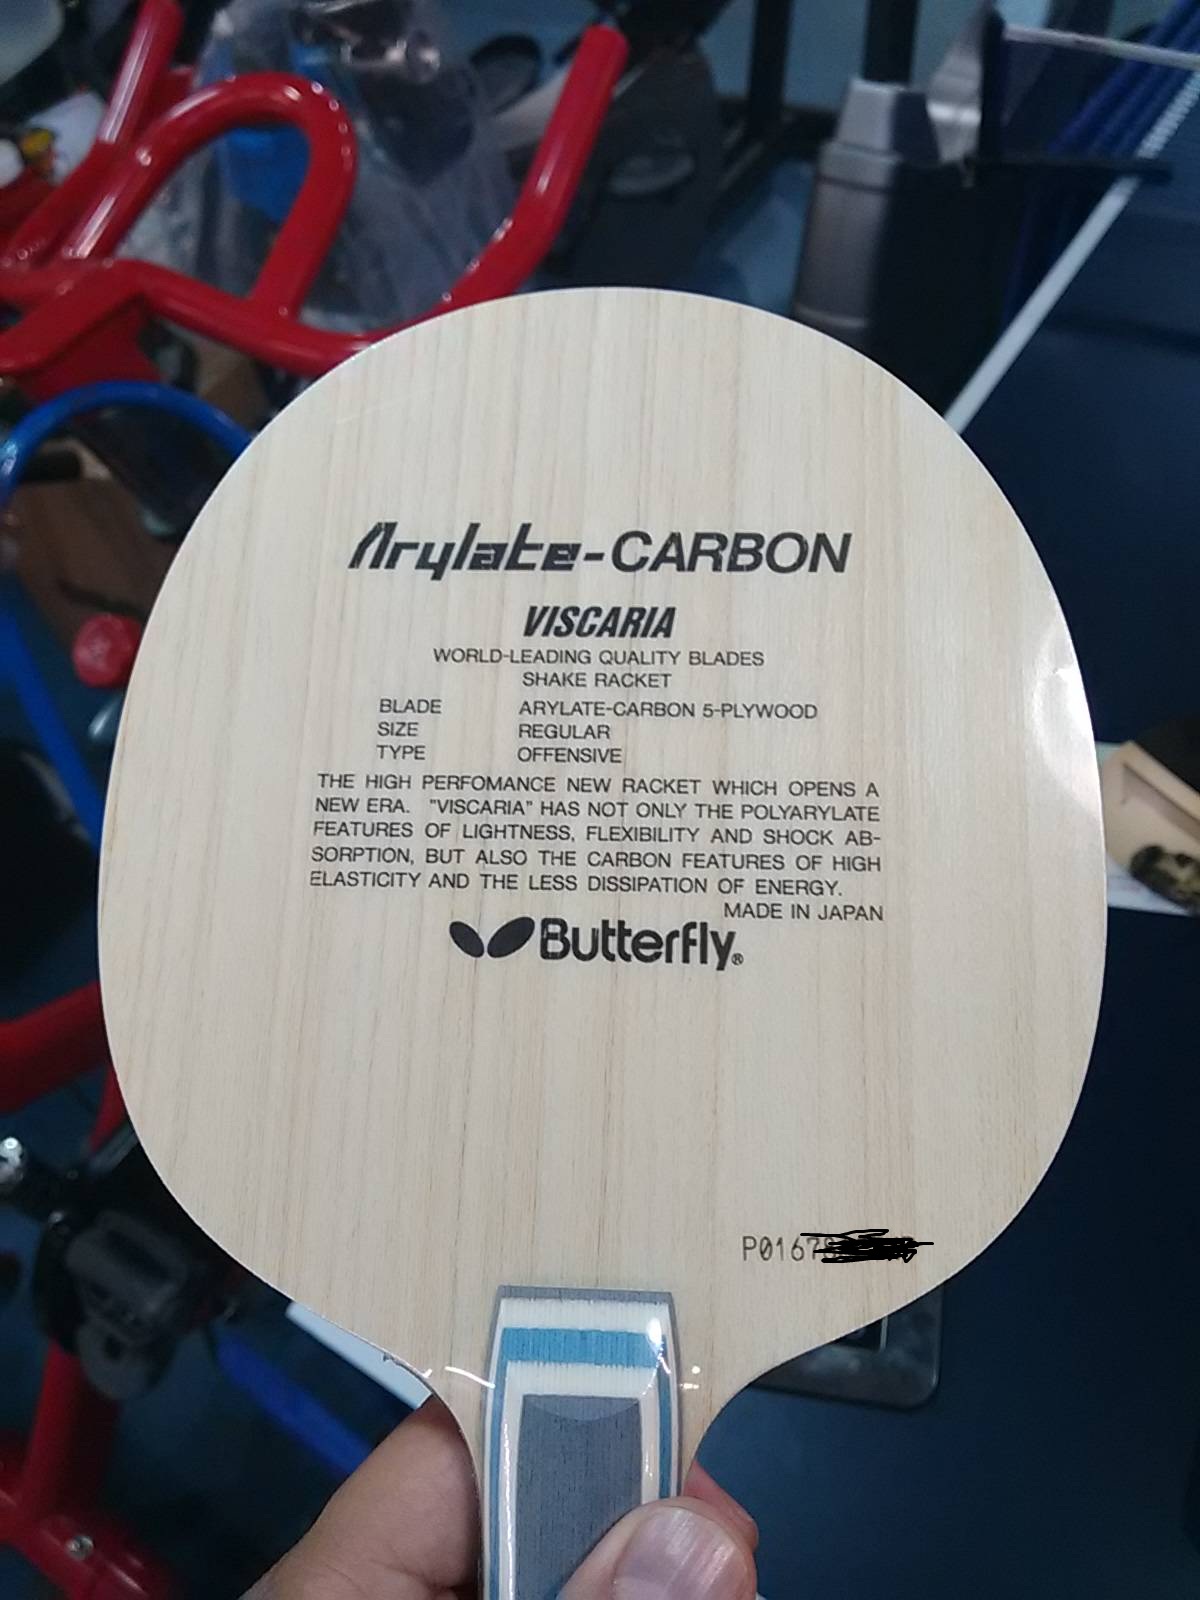 Arylate-CARBON
VISCARIA
WORLD-LEADING QUALITY BLADES
SHAKE RACKET
BLADE ARYLATE-CARBON 5-PLYWOOD
SIZE REGULAR
TYPE OFFENSIVE
THE HIGH PERFOMANCE NEW RACKET WHICH OPENS A
NEW ERA. "VISCARIA" HAS NOT ONLY THE POLYARYLATE
FEATURES OF LIGHTNESS, FLEXIBILITY AND SHOCK AB-
SORPTION, BUT ALSO THE CARBON FEATURES OF HIGH
ELASTICITY AND THE LESS DISSIPATION OF ENERGY.
MADE IN JAPAN
Butterfly®